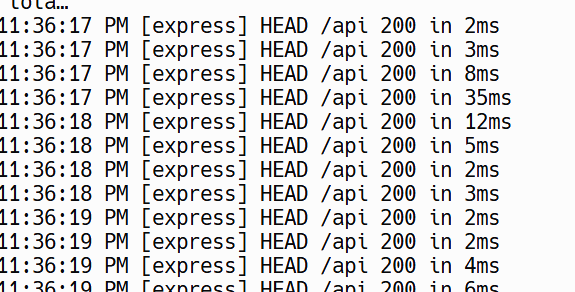 tota…
11:36:17 PM [express] HEAD /api 200 in 2ms
11:36:17 PM [express] HEAD /api 200 in 3ms
11:36:17 PM [express] HEAD /api 200 in 8ms
11:36:17 PM [express] HEAD /api 200 in 35ms
11:36:18 PM [express] HEAD /api 200 in 12ms
11:36:18 PM [express] HEAD /api 200 in 5ms
11:36:18 PM [express] HEAD /api 200 in 2ms
11:36:18 PM [express] HEAD /api 200 in 3ms
11:36:19 PM [express] HEAD /api 200 in 2ms
11:36:19 PM [express] HEAD /api 200 in 2ms
11:36:19 PM [express] HEAD /api 200 in 4ms
11:36:19 PM [express] HEAD /api 200 in 6ms